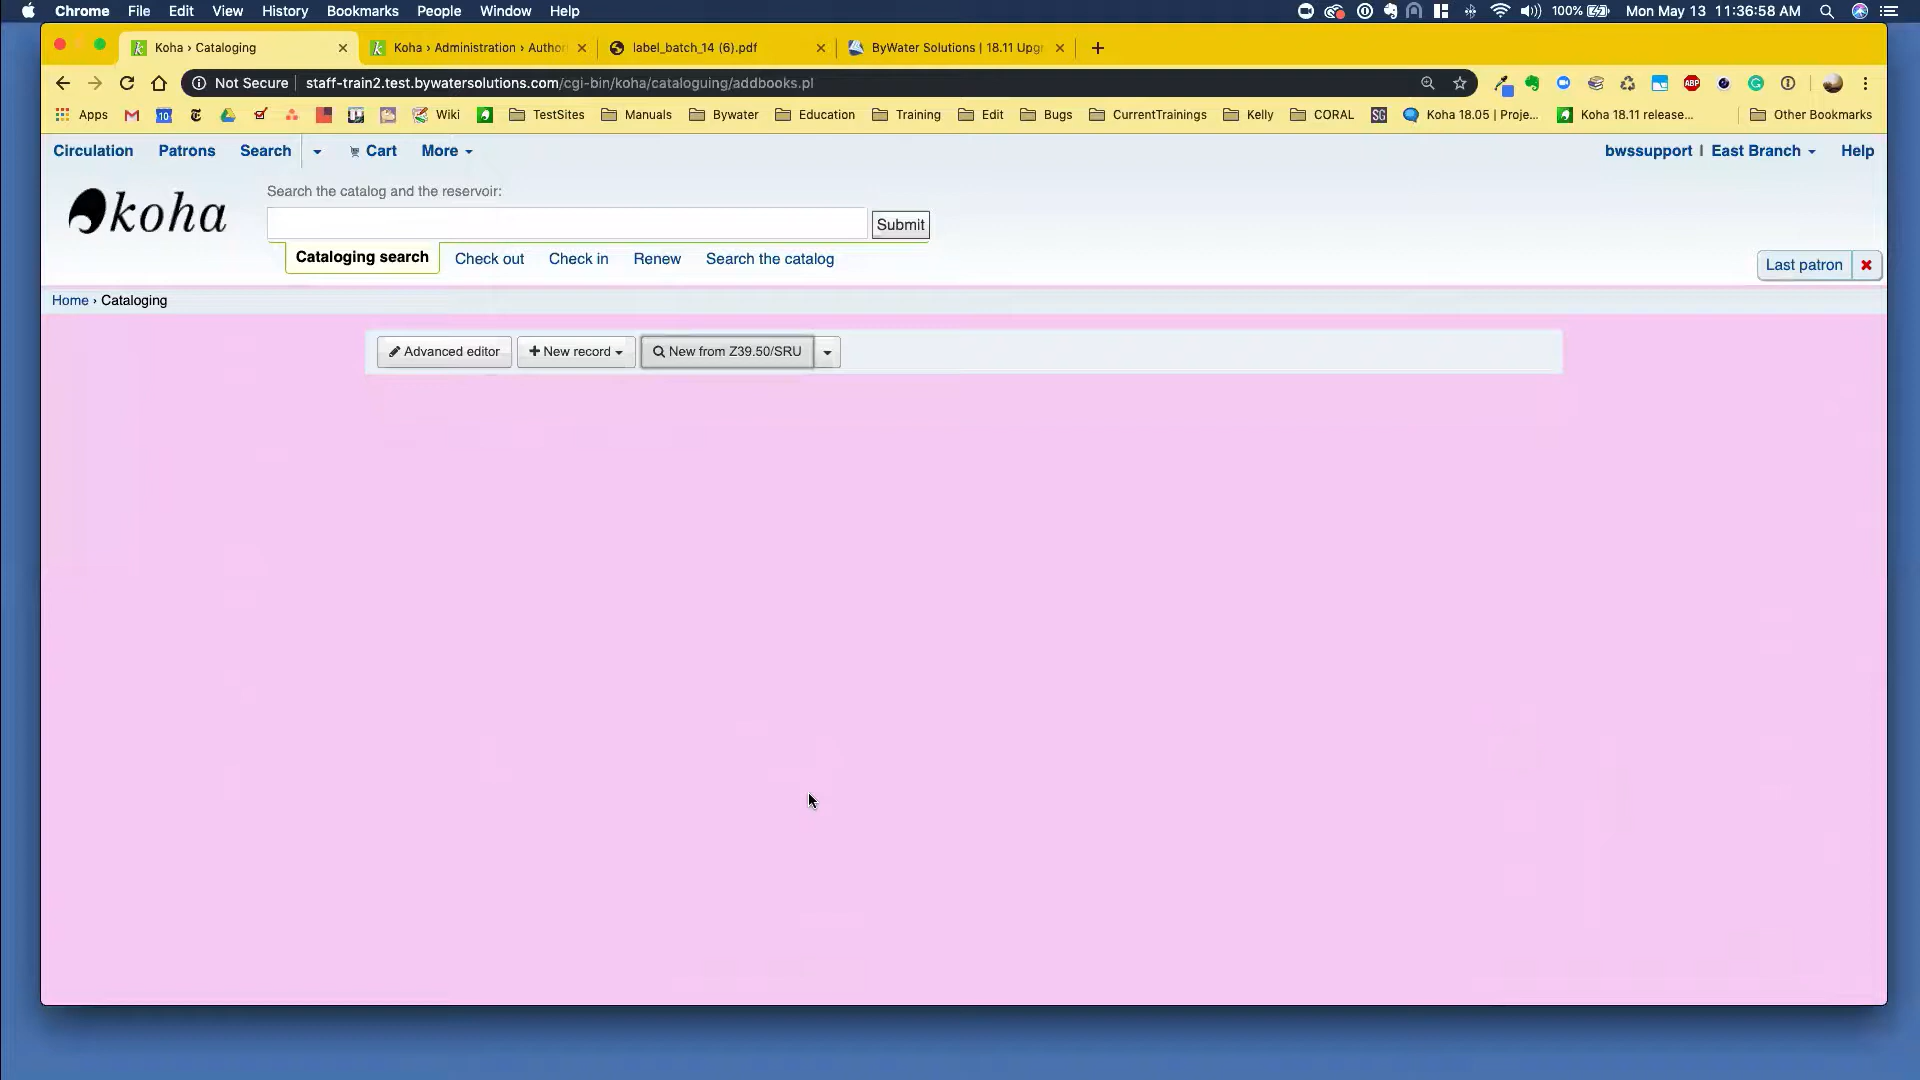 Chrome File Edit View History Bookmarks People Window Help 100% Mon May 13 11:36:58 AM
Koha › Cataloging Koha › Administration › Author label_batch_14 (6).pdf ByWater Solutions | 18.11 Upg
Not Secure staff-train2.test.bywatersolutions.com/cgi-bin/koha/cataloguing/addbooks.pl
Apps Wiki TestSites Manuals Bywater Education Training Edit Bugs CurrentTrainings Kelly CORAL SG Koha 18.05 | Proje... Koha 18.11 release... Other Bookmarks
Circulation Patrons Search Cart More bwssupport | East Branch Help
Search the catalog and the reservoir:
koha
Submit
Cataloging search Check out Check in Renew Search the catalog
Last patron
Home › Cataloging
Advanced editor New record New from Z39.50/SRU